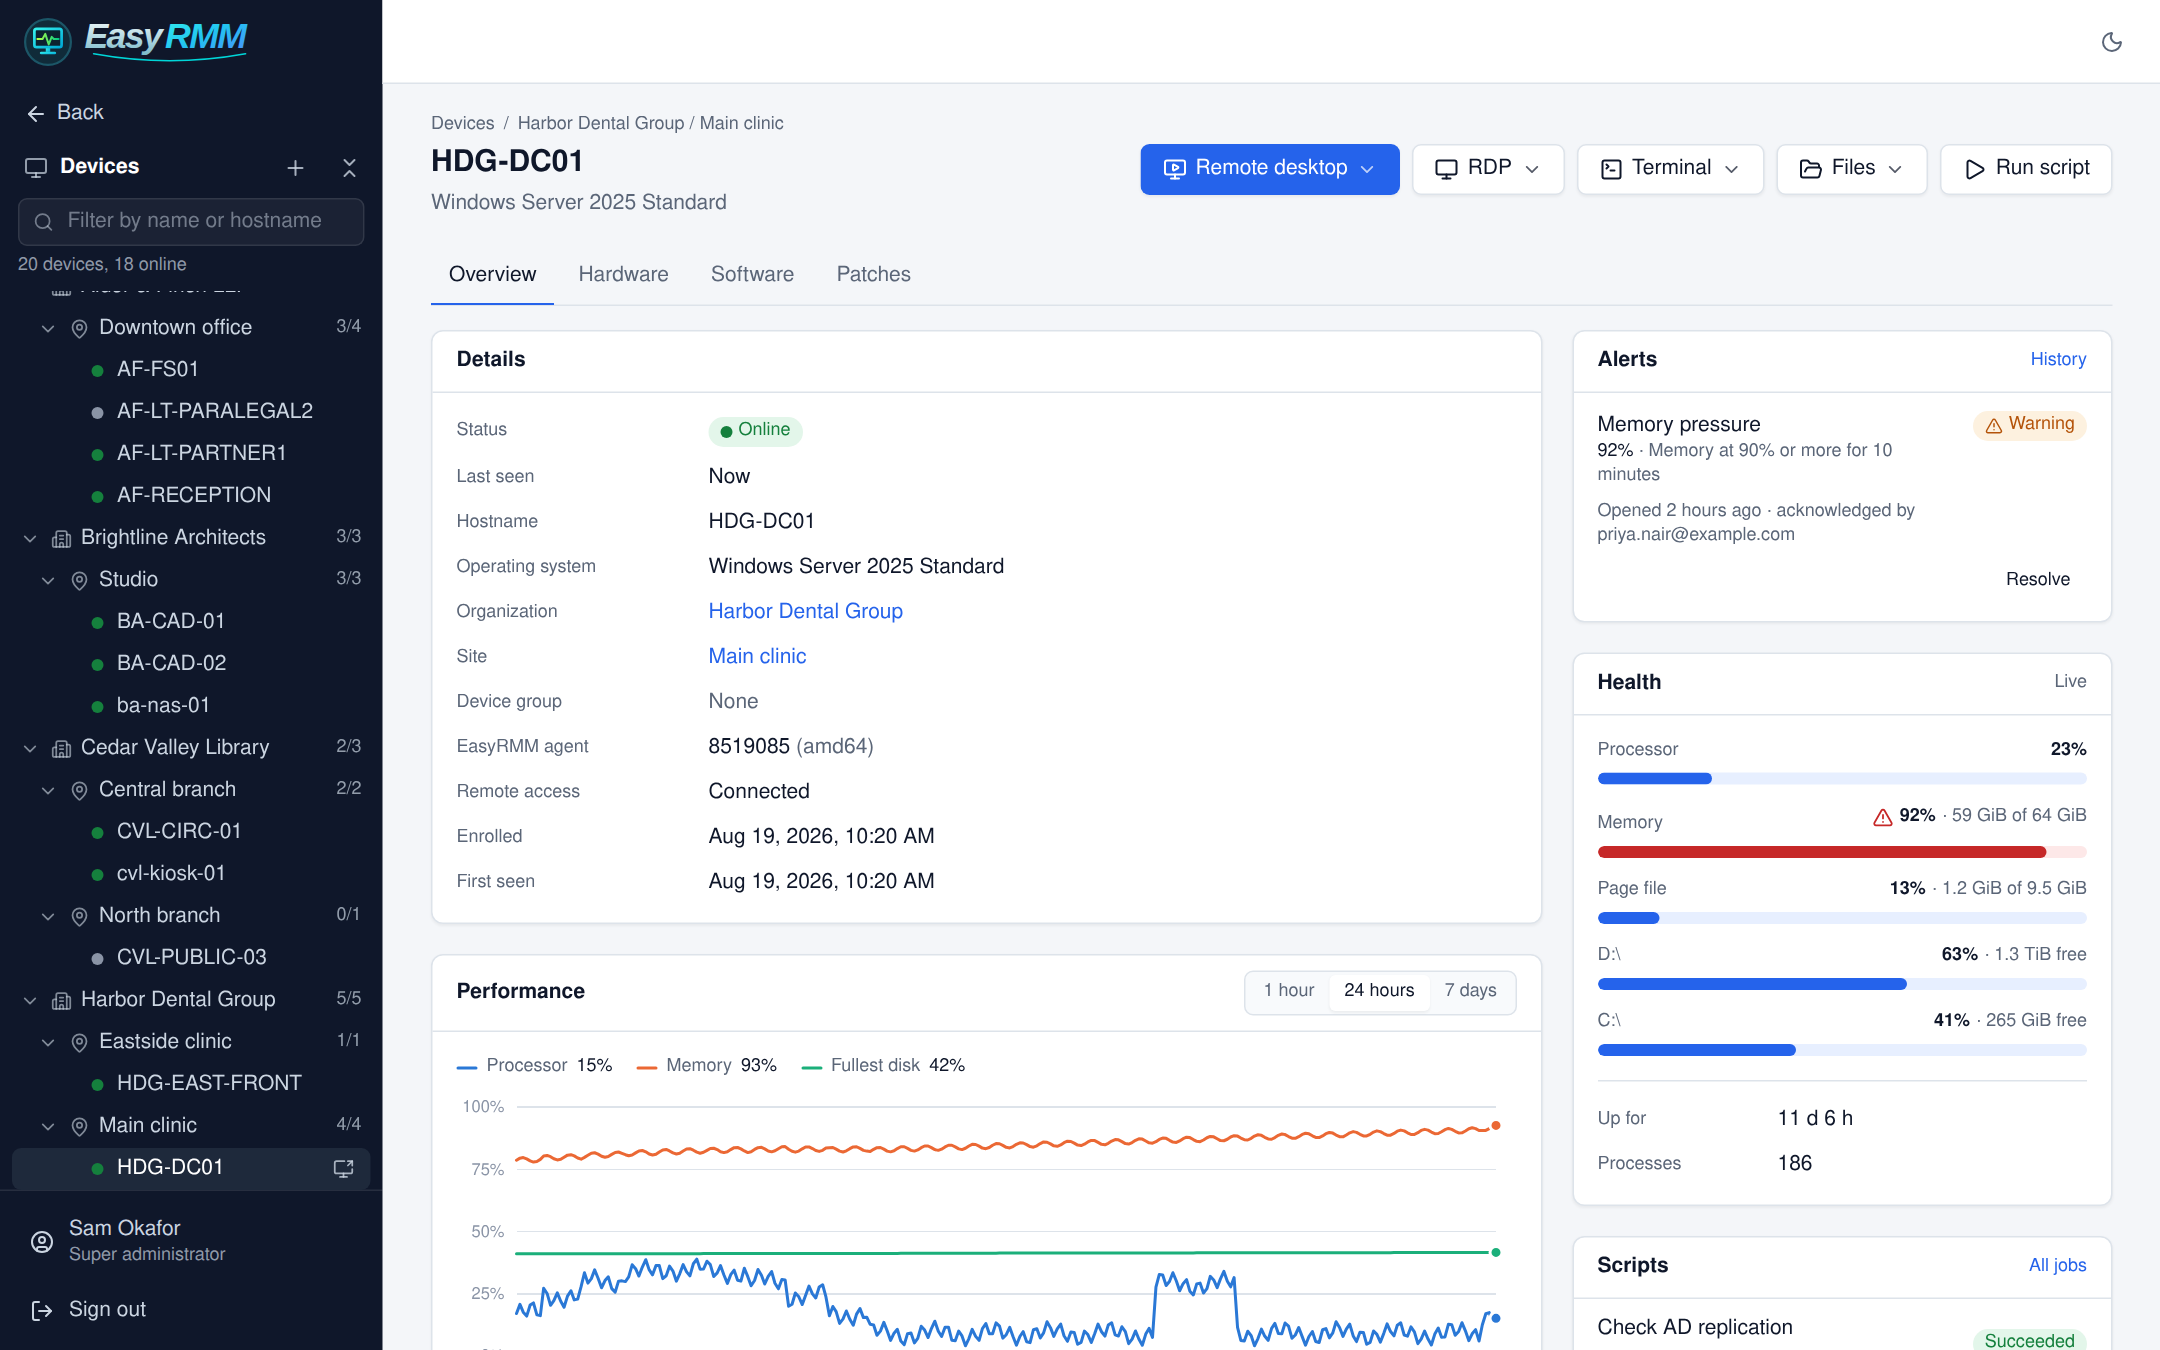 EasyRMM
Back
Devices
Filter by name or hostname
20 devices, 18 online
Downtown office 3/4
AF-FS01
AF-LT-PARALEGAL2
AF-LT-PARTNER1
AF-RECEPTION
Brightline Architects 3/3
Studio 3/3
BA-CAD-01
BA-CAD-02
ba-nas-01
Cedar Valley Library 2/3
Central branch 2/2
CVL-CIRC-01
cvl-kiosk-01
North branch 0/1
CVL-PUBLIC-03
Harbor Dental Group 5/5
Eastside clinic 1/1
HDG-EAST-FRONT
Main clinic 4/4
HDG-DC01
Sam Okafor
Super administrator
Sign out
Devices / Harbor Dental Group / Main clinic
HDG-DC01
Windows Server 2025 Standard
Remote desktop RDP Terminal Files Run script
Overview Hardware Software Patches
Details
Status Online
Last seen Now
Hostname HDG-DC01
Operating system Windows Server 2025 Standard
Organization Harbor Dental Group
Site Main clinic
Device group None
EasyRMM agent 8519085 (amd64)
Remote access Connected
Enrolled Aug 19, 2026, 10:20 AM
First seen Aug 19, 2026, 10:20 AM
Performance 1 hour 24 hours 7 days
Processor 15% Memory 93% Fullest disk 42%
100%
75%
50%
25%
Alerts History
Memory pressure Warning
92% · Memory at 90% or more for 10
minutes
Opened 2 hours ago · acknowledged by
priya.nair@example.com
Resolve
Health Live
Processor 23%
Memory 92% · 59 GiB of 64 GiB
Page file 13% · 1.2 GiB of 9.5 GiB
D:\ 63% · 1.3 TiB free
C:\ 41% · 265 GiB free
Up for 11 d 6 h
Processes 186
Scripts All jobs
Check AD replication
Succeeded